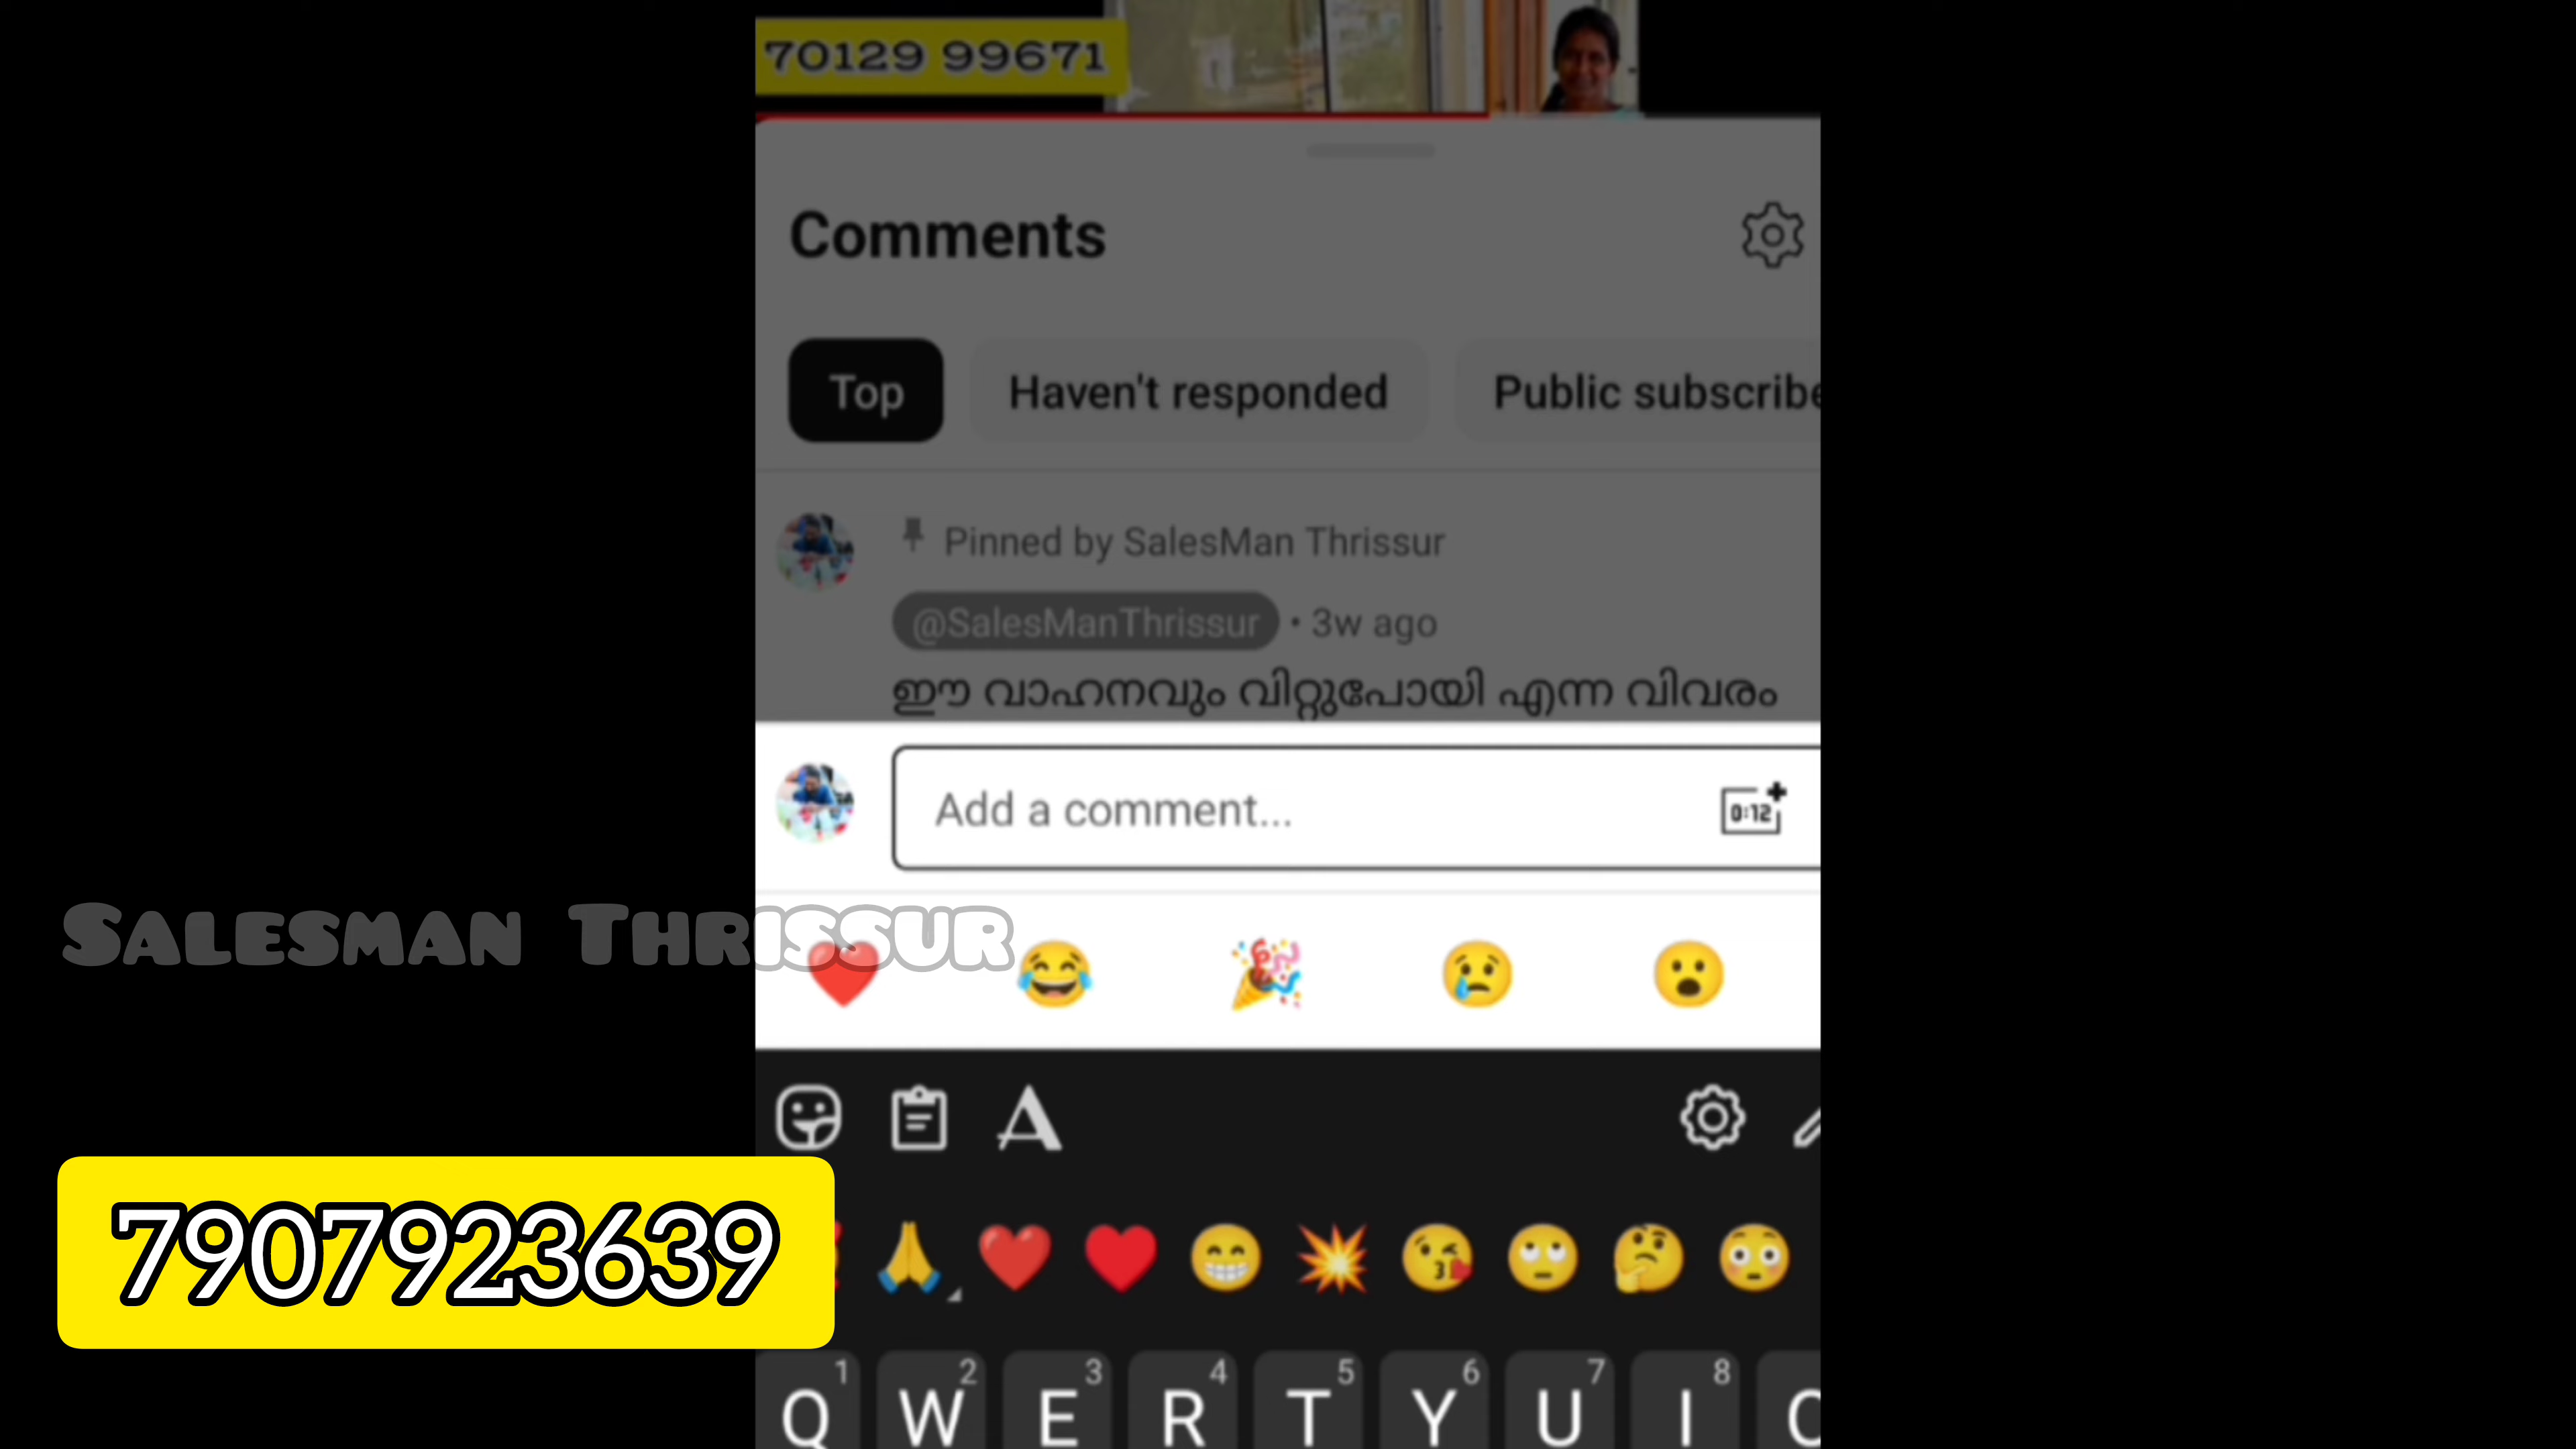 70129 99671
Comments
Top
Haven't responded
Public subscribe
Pinned by SalesMan Thrissur
@SalesManThrissur • 3w ago
ഈ വാഹനവും വിറ്റുപോയി എന്ന വിവരം
Add a comment...
0:12
SALESMAN THRISSUR
7907923639
1 2 3 4 5 6 7 8
Q W E R T Y U I O